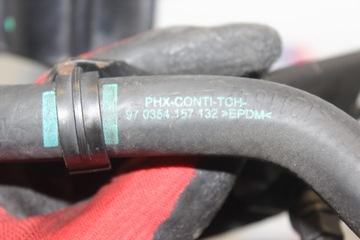 PHX-CONTI-TCH-
97 0354 157 132 >EPDM<